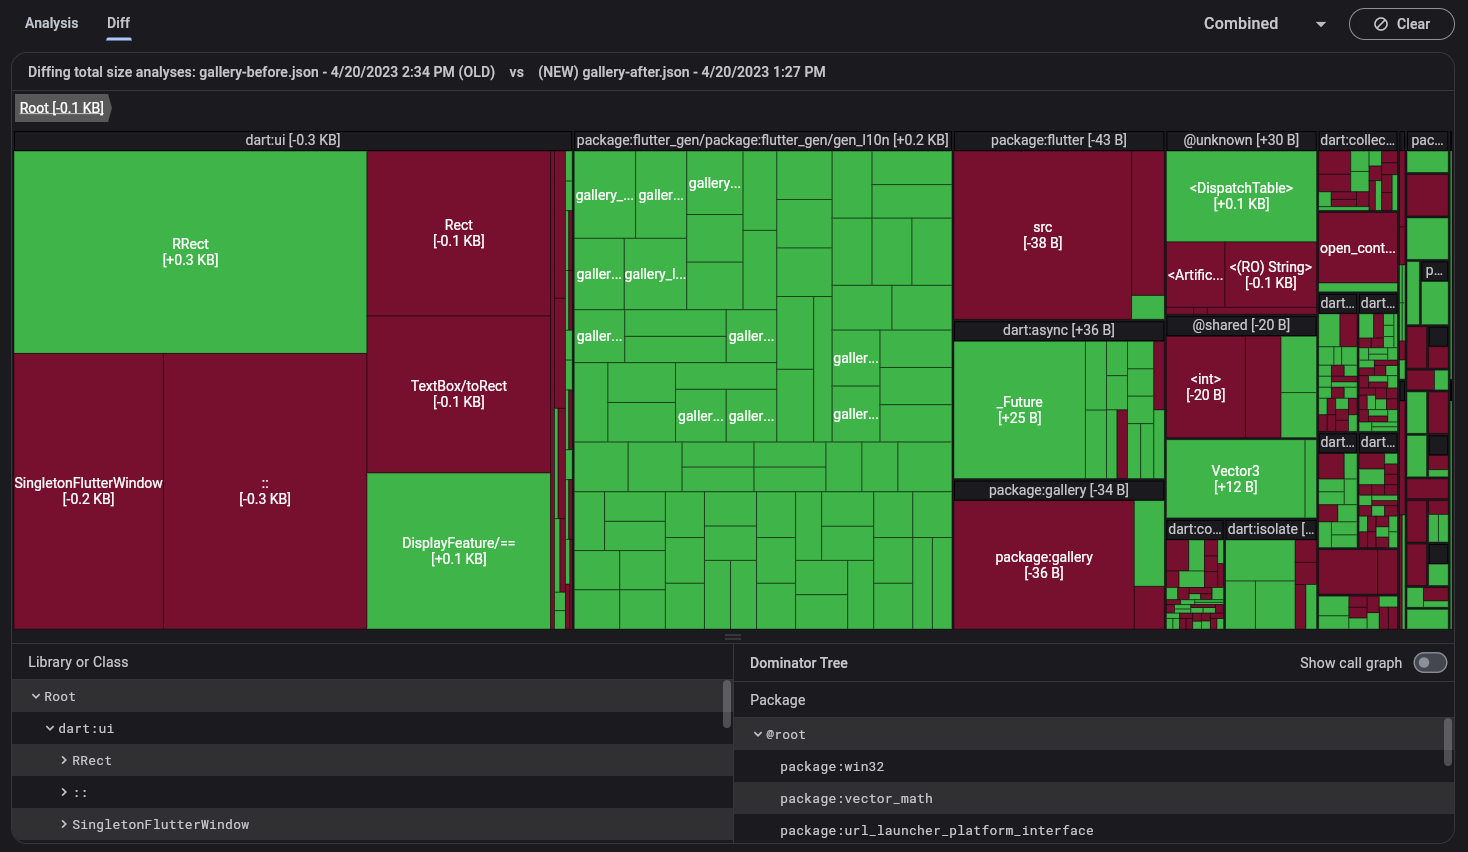 Analysis
Diff
Combined
Clear
Diffing total size analyses: gallery-before.json - 4/20/2023 2:34 PM (OLD) vs (NEW) gallery-after.json - 4/20/2023 1:27 PM
Root [-0.1 KB]
dart:ui [-0.3 KB]
package:flutter_gen/package:flutter_gen/gen_l10n [+0.2 KB]
package:flutter [-43 B]
@unknown [+30 B]
dart:collec...
pac...
RRect
[+0.3 KB]
Rect
[-0.1 KB]
TextBox/toRect
[-0.1 KB]
SingletonFlutterWindow
[-0.2 KB]
::
[-0.3 KB]
DisplayFeature/==
[+0.1 KB]
gallery_...
galler...
gallery...
galler...
gallery_l...
galler...
galler...
galler...
galler...
galler...
galler...
src
[-38 B]
dart:async [+36 B]
_Future
[+25 B]
package:gallery [-34 B]
package:gallery
[-36 B]
<DispatchTable>
[+0.1 KB]
<Artific...
<(RO) String>
[-0.1 KB]
@shared [-20 B]
<int>
[-20 B]
Vector3
[+12 B]
dart:co...
dart:isolate [...
open_cont...
dart...
dart...
dart...
dart...
p...
Library or Class
Root
dart:ui
RRect
::
SingletonFlutterWindow
Dominator Tree
Show call graph
Package
@root
package:win32
package:vector_math
package:url_launcher_platform_interface